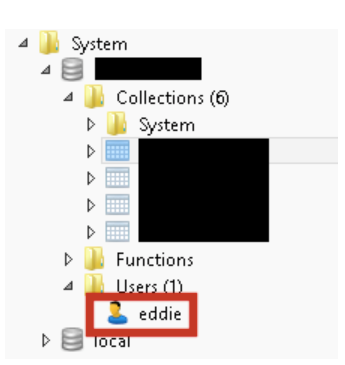 System
Collections (6)
System
Functions
Users (1)
eddie
local